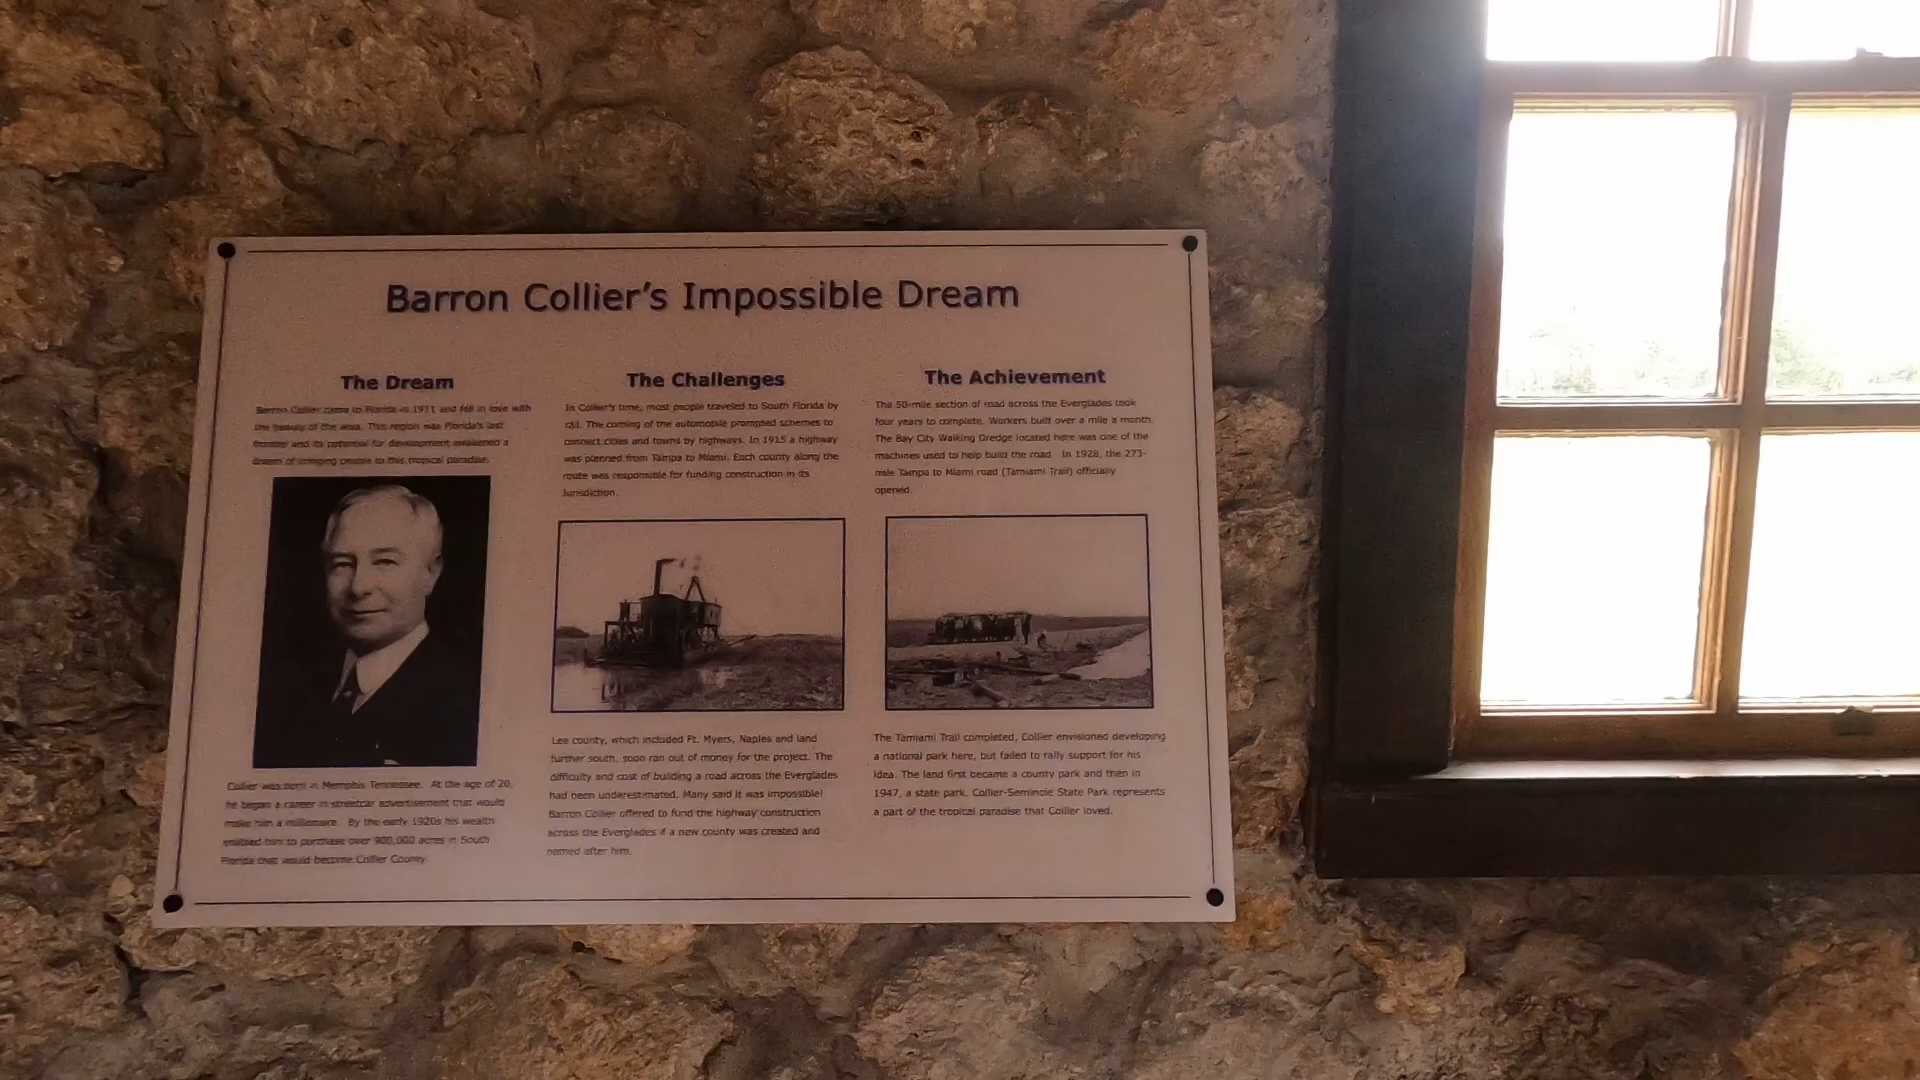 Barron Collier's Impossible Dream
The Dream
Barron Collier came to Florida in 1911 and fell in love with
the beauty of the area. This region was Florida's last
frontier and its potential for development awakened a
dream of bringing people to this tropical paradise.
Collier was born in Memphis Tennessee. At the age of 20,
he began a career in streetcar advertisement that would
make him a millionaire. By the early 1920s his wealth
enabled him to purchase over 900,000 acres in South
Florida that would become Collier County
The Challenges
In Collier's time, most people traveled to South Florida by
rail. The coming of the automobile prompted schemes to
connect cities and towns by highways. In 1915 a highway
was planned from Tampa to Miami. Each county along the
route was responsible for funding construction in its
jurisdiction.
Lee county, which included Ft. Myers, Naples and land
further south, soon ran out of money for the project. The
difficulty and cost of building a road across the Everglades
had been underestimated. Many said it was impossible!
Barron Collier offered to fund the highway construction
across the Everglades if a new county was created and
named after him.
The Achievement
The 50-mile section of road across the Everglades took
four years to complete. Workers built over a mile a month.
The Bay City Walking Dredge located here was one of the
machines used to help build the road. In 1928, the 273-
mile Tampa to Miami road (Tamiami Trail) officially
opened.
The Tamiami Trail completed, Collier envisioned developing
a national park here, but failed to rally support for his
idea. The land first became a county park and then in
1947, a state park. Collier-Seminole State Park represents
a part of the tropical paradise that Collier loved.